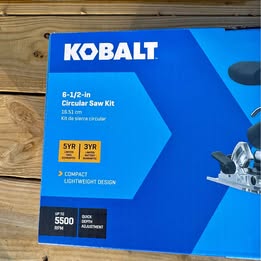 KOBALT
6-1/2-in
Circular Saw Kit
16.51 cm
Kit de sierra circular
5YR
3YR
COMPACT
LIGHTWEIGHT DESIGN
UP TO
5500
RPM
QUICK
DEPTH
ADJUSTMENT